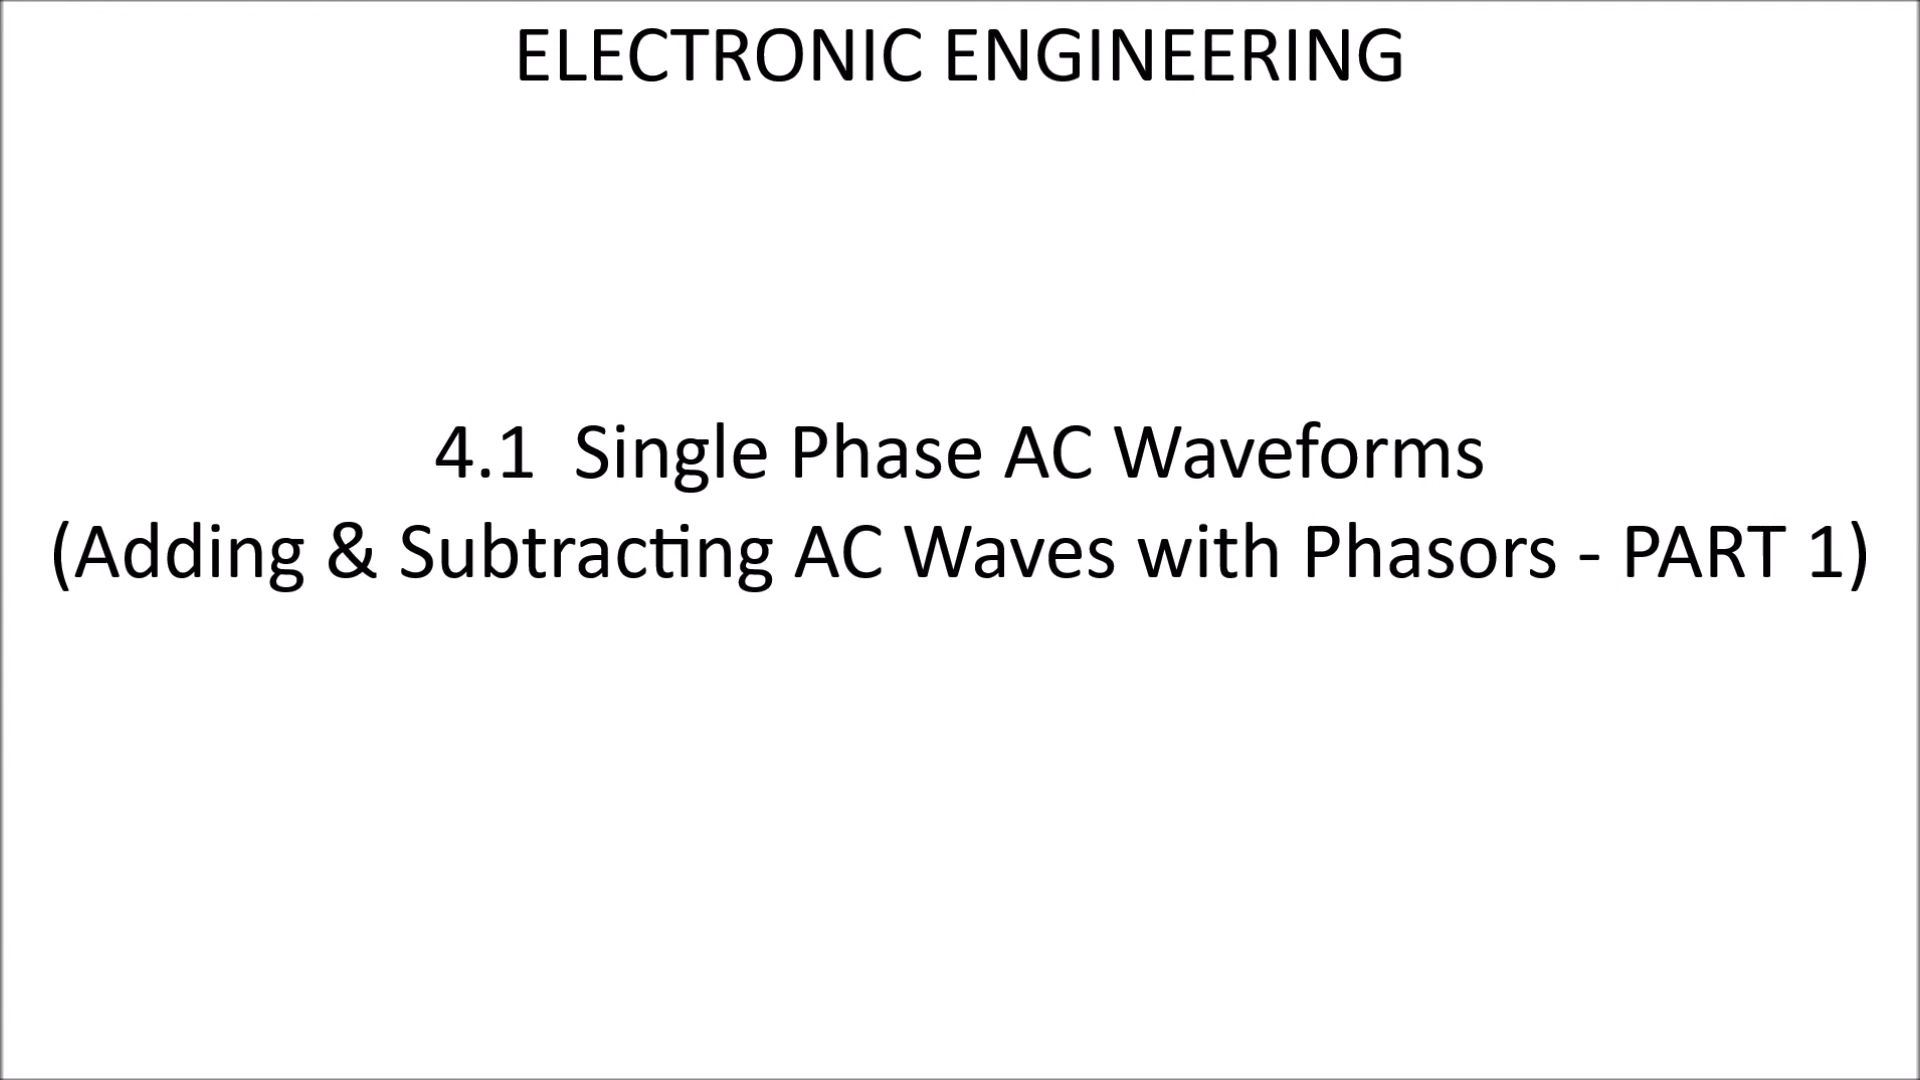 ELECTRONIC ENGINEERING
4.1  Single Phase AC Waveforms
(Adding & Subtracting AC Waves with Phasors - PART 1)